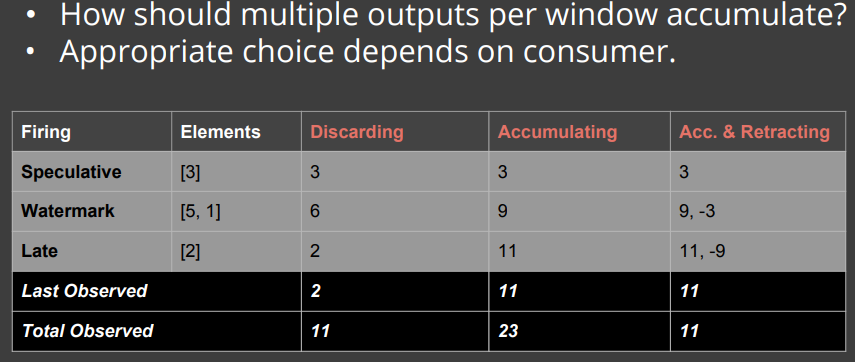 • How should multiple outputs per window accumulate?
• Appropriate choice depends on consumer.
Firing Elements Discarding Accumulating Acc. & Retracting
Speculative [3] 3 3 3
Watermark [5, 1] 6 9 9, -3
Late [2] 2 11 11, -9
Last Observed 2 11 11
Total Observed 11 23 11